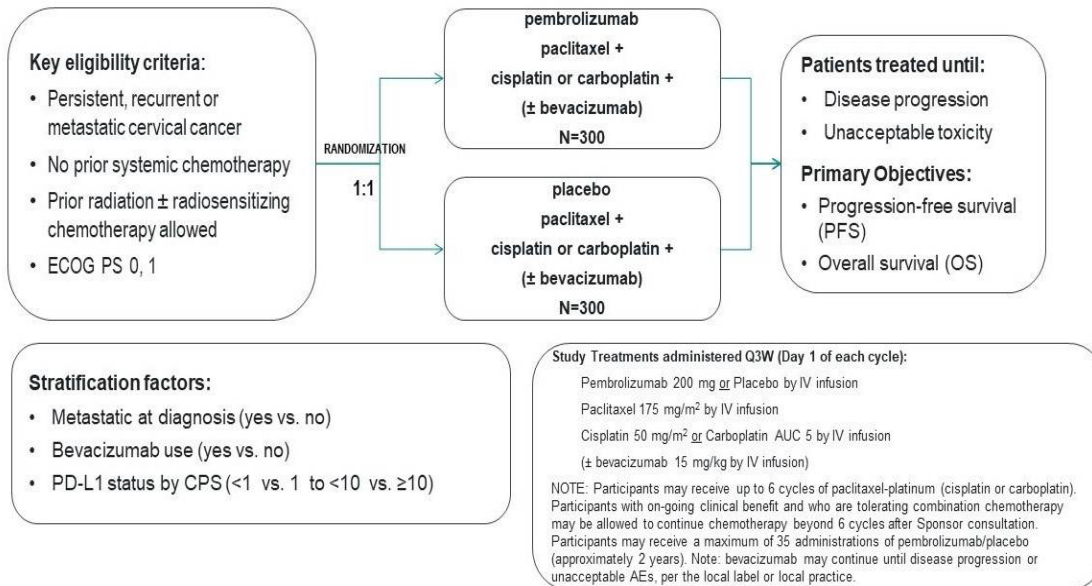 Key eligibility criteria:
• Persistent, recurrent or
metastatic cervical cancer
• No prior systemic chemotherapy
• Prior radiation ± radiosensitizing
chemotherapy allowed
• ECOG PS 0, 1
RANDOMIZATION
1:1
pembrolizumab
paclitaxel +
cisplatin or carboplatin +
(± bevacizumab)
N=300
placebo
paclitaxel +
cisplatin or carboplatin +
(± bevacizumab)
N=300
Patients treated until:
• Disease progression
• Unacceptable toxicity
Primary Objectives:
• Progression-free survival
(PFS)
• Overall survival (OS)
Stratification factors:
• Metastatic at diagnosis (yes vs. no)
• Bevacizumab use (yes vs. no)
• PD-L1 status by CPS (<1 vs. 1 to <10 vs. ≥10)
Study Treatments administered Q3W (Day 1 of each cycle):
Pembrolizumab 200 mg or Placebo by IV infusion
Paclitaxel 175 mg/m² by IV infusion
Cisplatin 50 mg/m² or Carboplatin AUC 5 by IV infusion
(± bevacizumab 15 mg/kg by IV infusion)
NOTE: Participants may receive up to 6 cycles of paclitaxel-platinum (cisplatin or carboplatin).
Participants with on-going clinical benefit and who are tolerating combination chemotherapy
may be allowed to continue chemotherapy beyond 6 cycles after Sponsor consultation.
Participants may receive a maximum of 35 administrations of pembrolizumab/placebo
(approximately 2 years). Note: bevacizumab may continue until disease progression or
unacceptable AEs, per the local label or local practice.